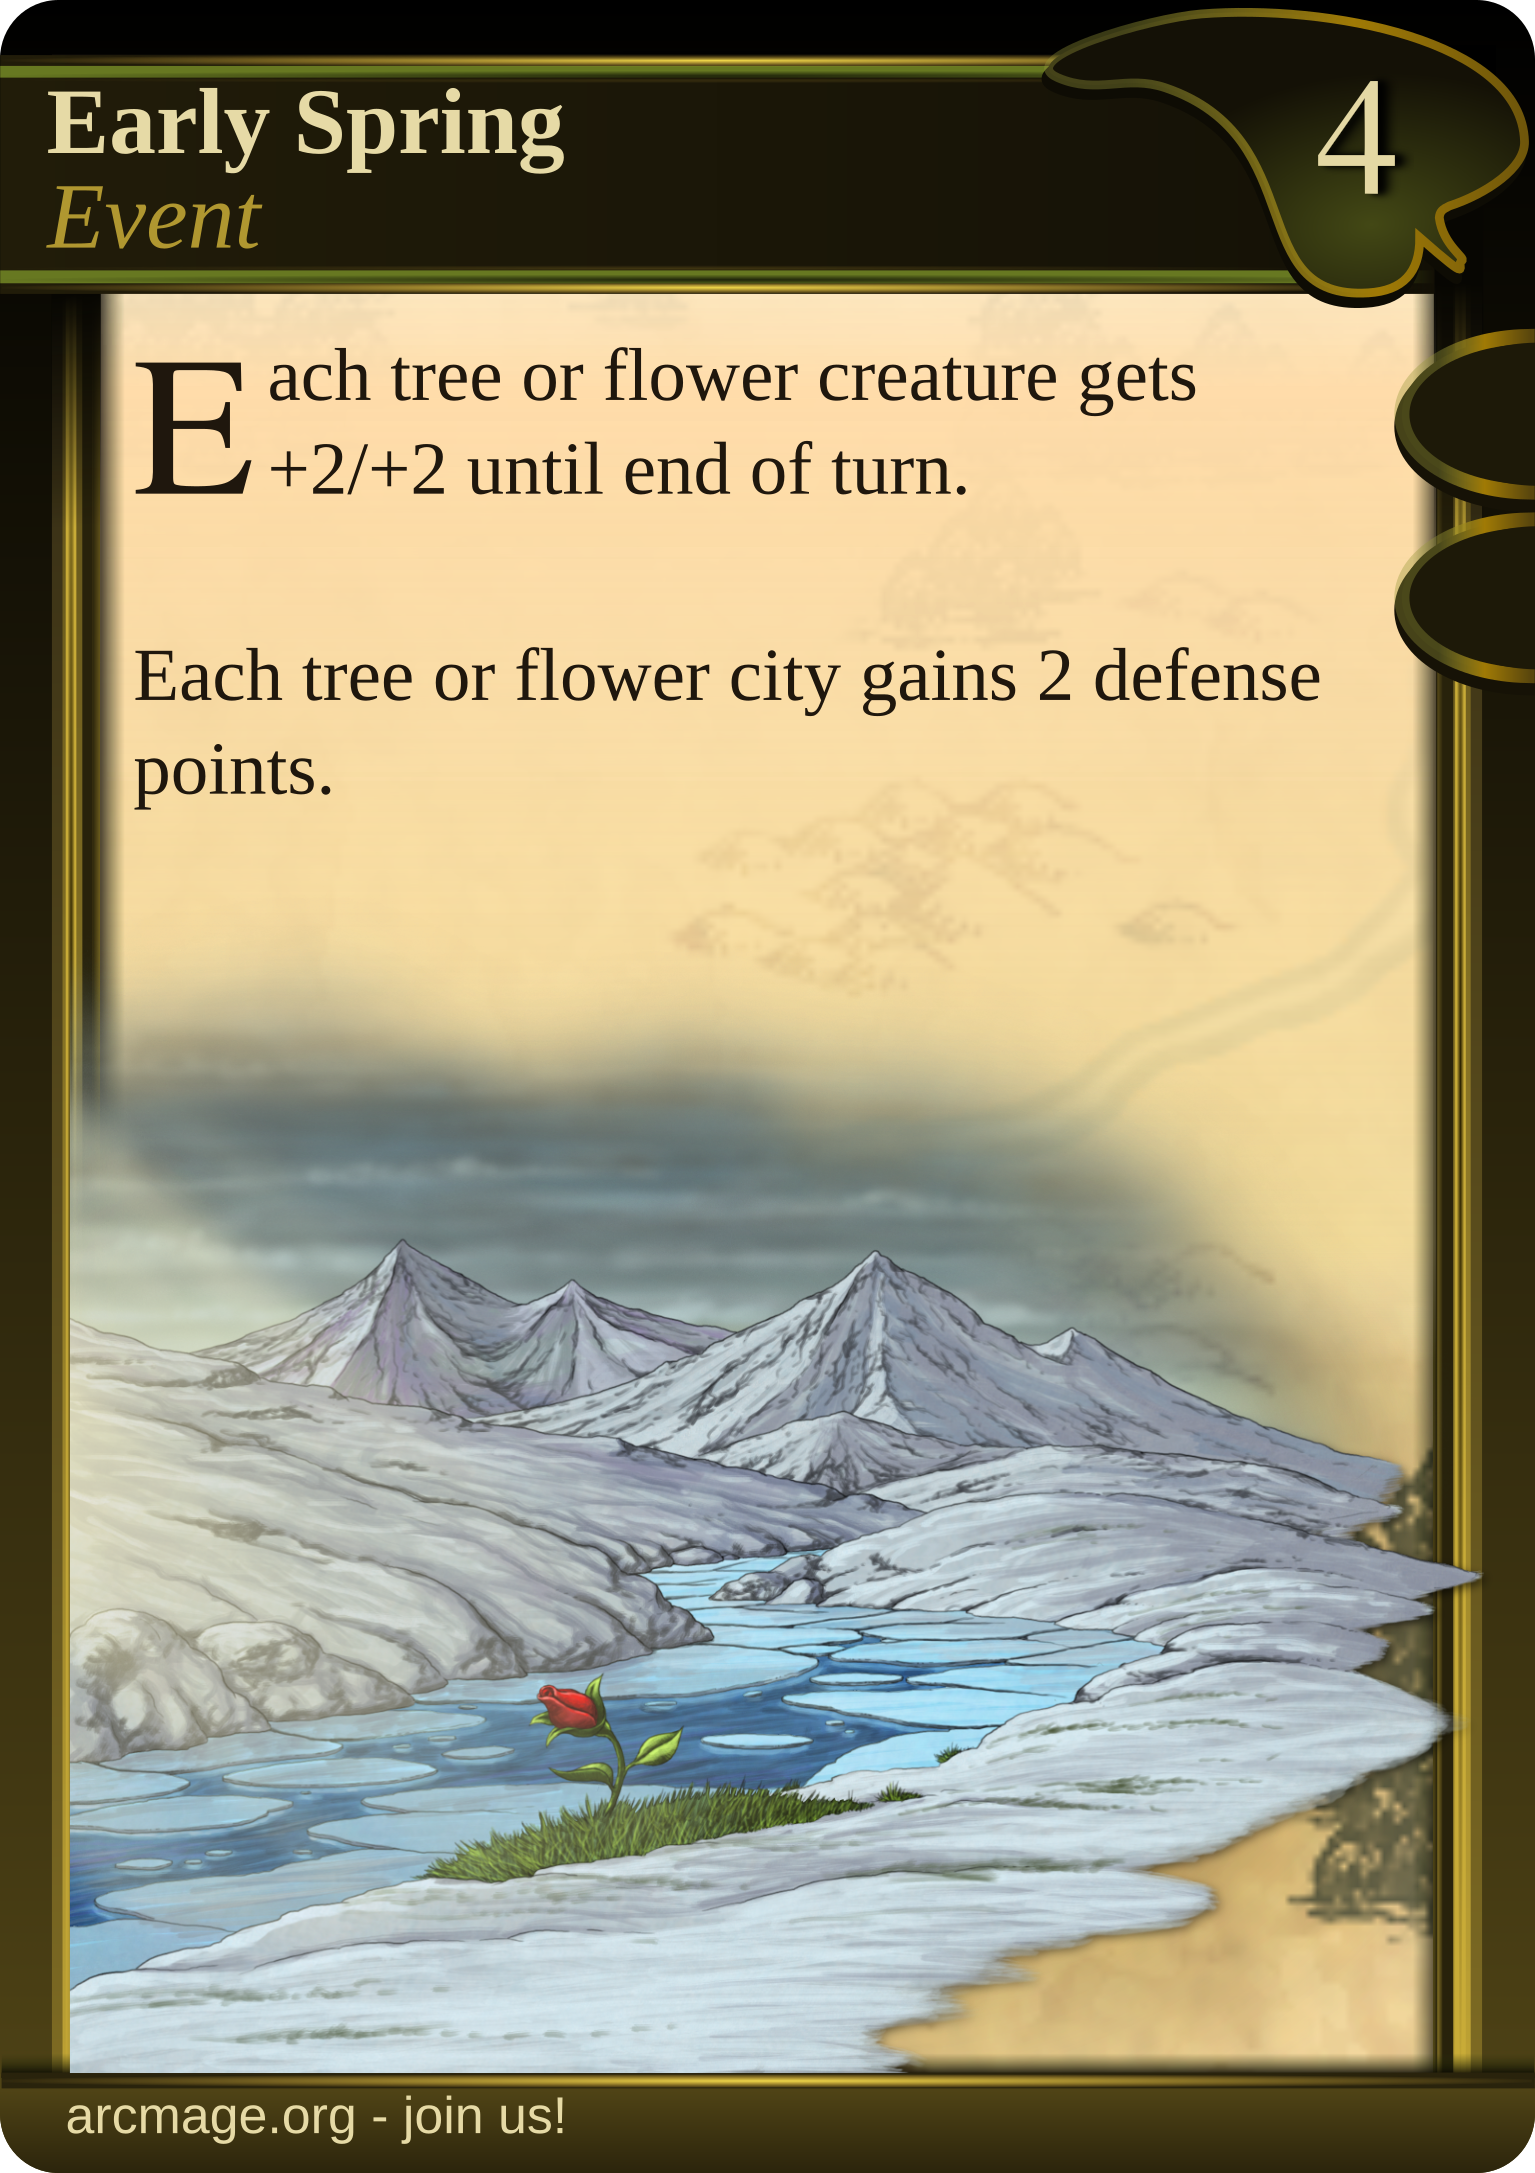 Early Spring
Event
4
Each tree or flower creature gets
+2/+2 until end of turn.
Each tree or flower city gains 2 defense
points.
arcmage.org - join us!